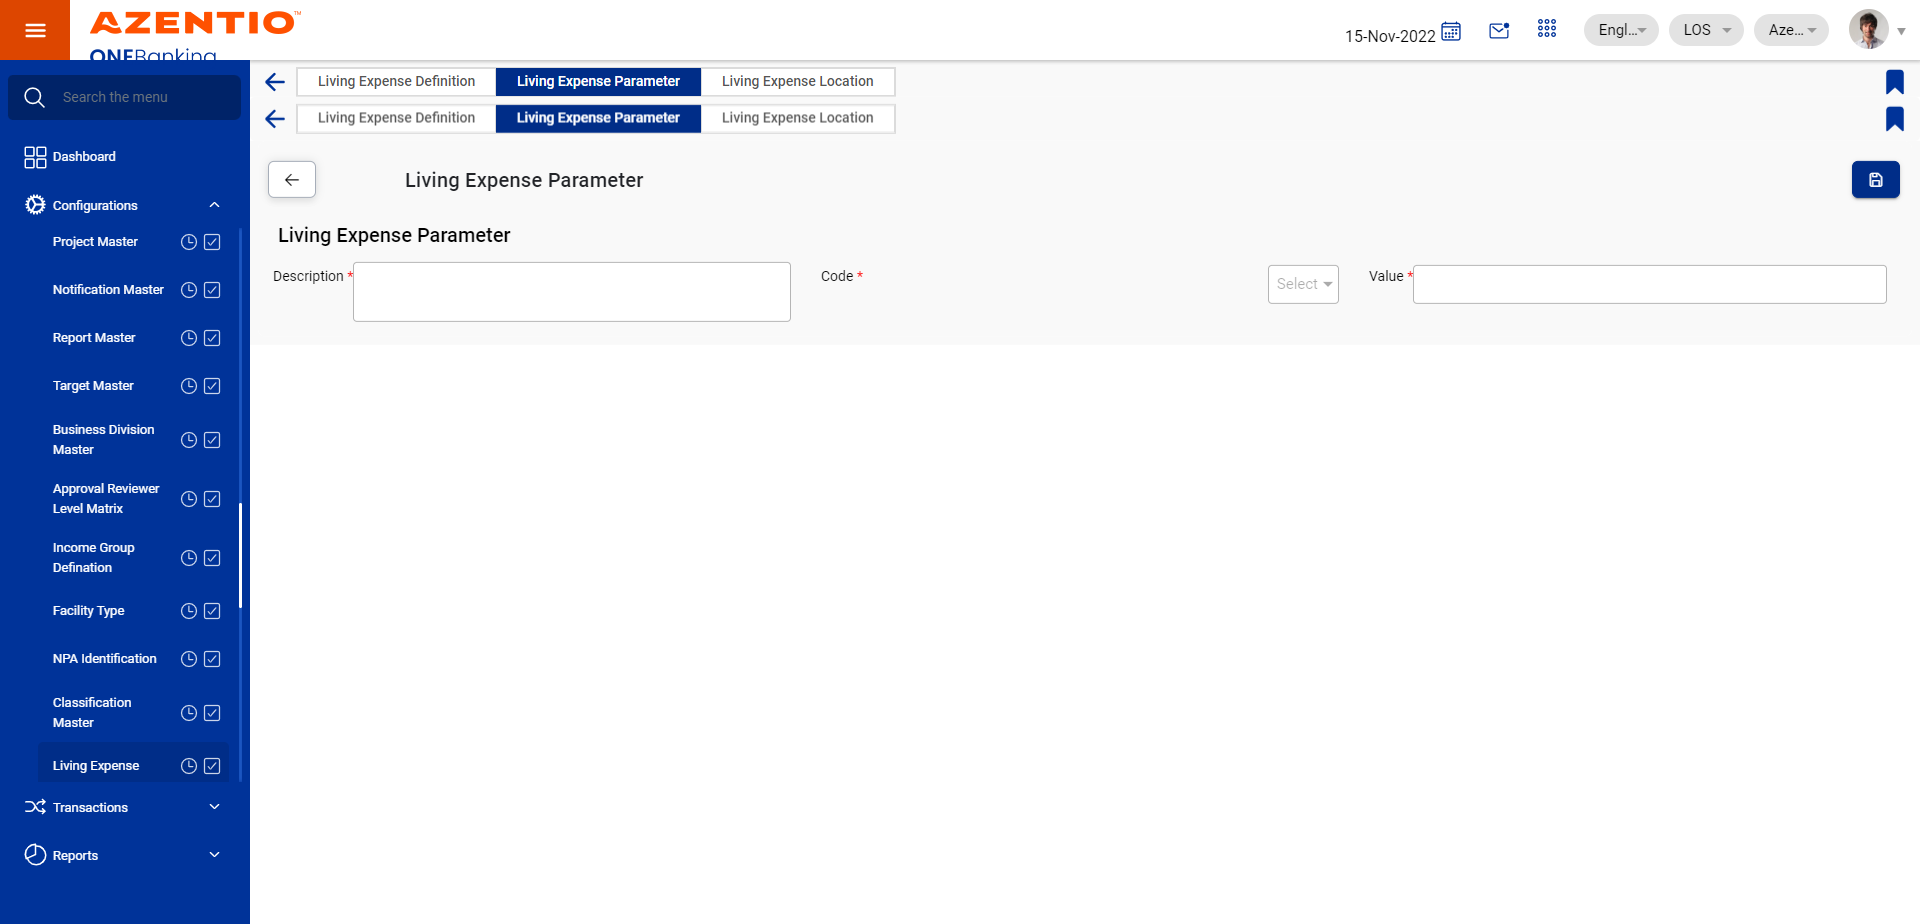 AZENTIO™
ONEBanking
15-Nov-2022
Engl...
LOS
Aze...
Search the menu
Dashboard
Configurations
Project Master
Notification Master
Report Master
Target Master
Business Division
Master
Approval Reviewer
Level Matrix
Income Group
Defination
Facility Type
NPA Identification
Classification
Master
Living Expense
Transactions
Reports
Living Expense Definition
Living Expense Parameter
Living Expense Location
Living Expense Definition
Living Expense Parameter
Living Expense Location
Living Expense Parameter
Living Expense Parameter
Description *
Code *
Select
Value *